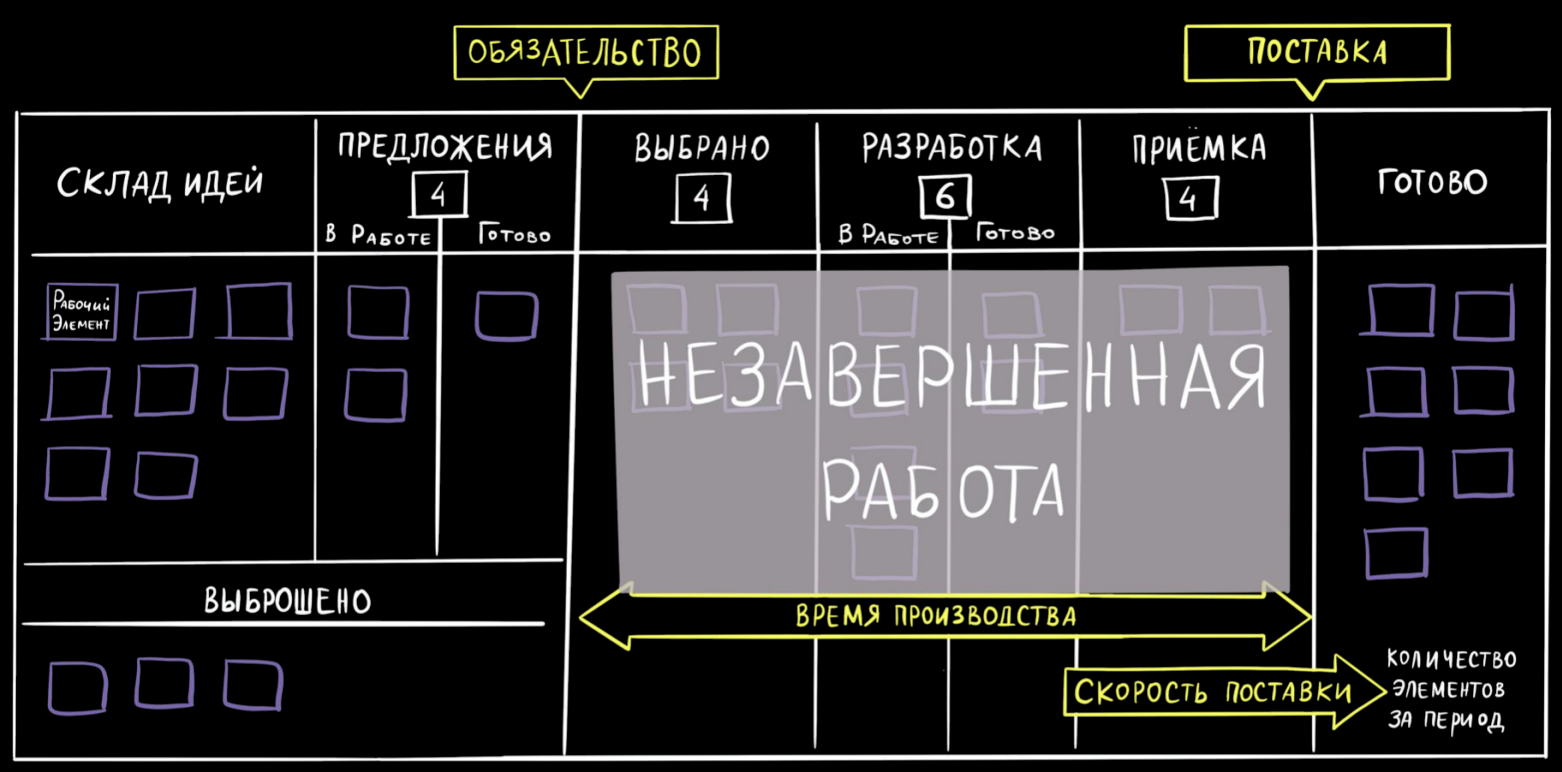 ОБЯЗАТЕЛЬСТВО
ПОСТАВКА
СКЛАД ИДЕЙ
ПРЕДЛОЖЕНИЯ
4
В РАБОТЕ
ГОТОВО
ВЫБРАНО
4
РАЗРАБОТКА
6
В РАБОТЕ
ГОТОВО
ПРИЁМКА
4
ГОТОВО
РАБОЧИЙ
ЭЛЕМЕНТ
НЕЗАВЕРШЕННАЯ
РАБОТА
ВЫБРОШЕНО
ВРЕМЯ ПРОИЗВОДСТВА
СКОРОСТЬ ПОСТАВКИ
КОЛИЧЕСТВО
ЭЛЕМЕНТОВ
ЗА ПЕРИОД